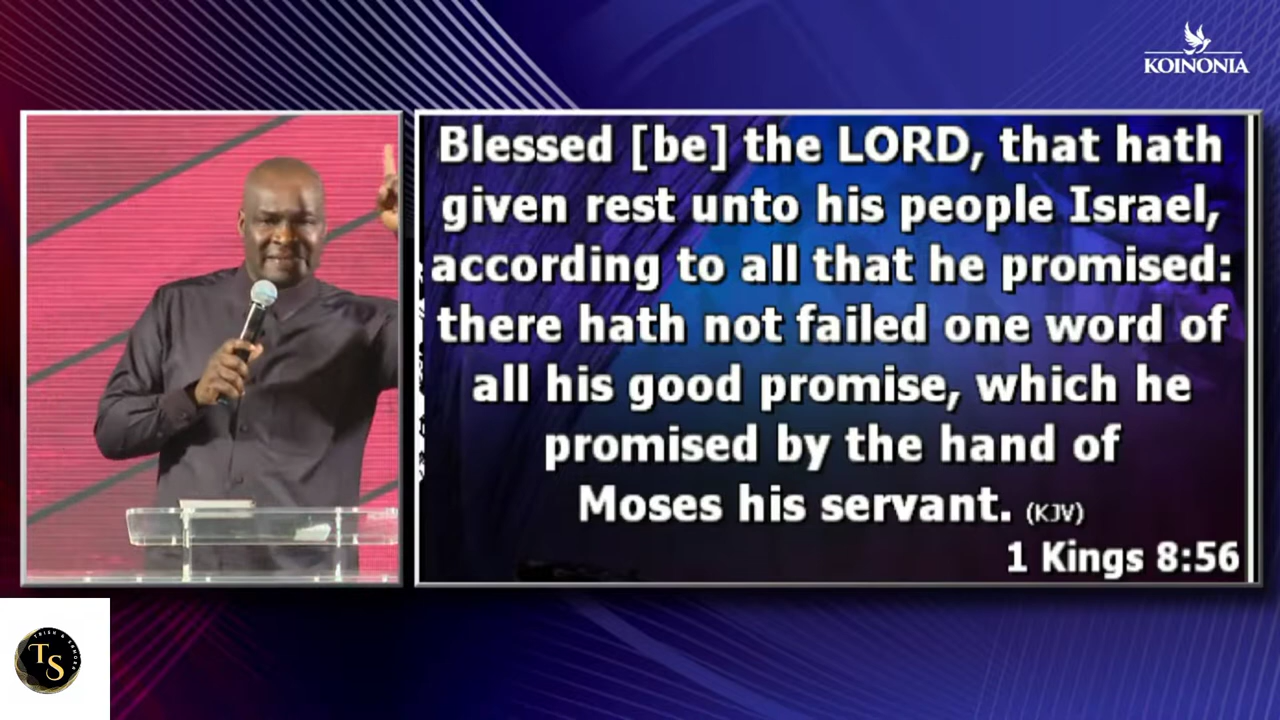 KOINONIA
Blessed [be] the LORD, that hath
given rest unto his people Israel,
according to all that he promised:
there hath not failed one word of
all his good promise, which he
promised by the hand of
Moses his servant. (KJV)
1 Kings 8:56
TS